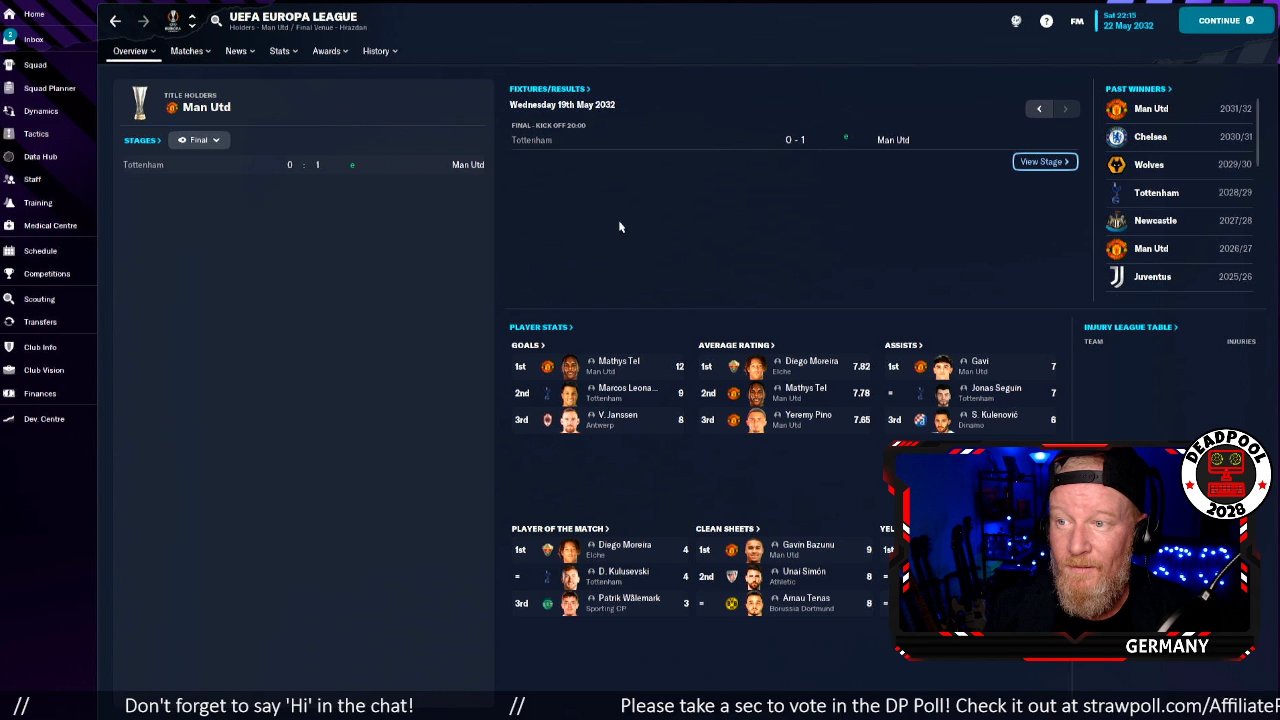 Home
2
Inbox
Squad
Squad Planner
Dynamics
Tactics
Data Hub
Staff
Training
Medical Centre
Schedule
Competitions
Scouting
Transfers
Club Info
Club Vision
Finances
Dev. Centre
UEFA EUROPA LEAGUE
Holders - Man Utd / Final Venue - Hrazdan
?
FM
Sat 22:15
22 May 2032
CONTINUE
Overview
Matches
News
Stats
Awards
History
TITLE HOLDERS
Man Utd
STAGES >
Final
Tottenham 0 : 1 e Man Utd
FIXTURES/RESULTS >
Wednesday 19th May 2032
FINAL - KICK OFF 20:00
Tottenham 0 - 1 e Man Utd
View Stage >
PAST WINNERS >
Man Utd 2031/32
Chelsea 2030/31
Wolves 2029/30
Tottenham 2028/29
Newcastle 2027/28
Man Utd 2026/27
Juventus 2025/26
PLAYER STATS >
GOALS >
1st Mathys Tel 12
Man Utd
2nd Marcos Leona... 9
Tottenham
3rd V. Janssen 8
Antwerp
AVERAGE RATING >
1st Diego Moreira 7.82
Elche
2nd Mathys Tel 7.78
Man Utd
3rd Yeremy Pino 7.65
Man Utd
ASSISTS >
1st Gavi 7
Man Utd
= Jonas Seguin 7
Tottenham
3rd S. Kulenović 6
Dinamo
INJURY LEAGUE TABLE >
TEAM INJURIES
PLAYER OF THE MATCH >
1st Diego Moreira 4
Elche
= D. Kulusevski 4
Tottenham
3rd Patrik Wålemark 3
Sporting CP
CLEAN SHEETS >
1st Gavin Bazunu 9
Man Utd
2nd Unai Simón 8
Athletic
= Arnau Tenas 8
Borussia Dortmund
YEL
1st
=
=
DEADPOOL
2028
GERMANY
// Don't forget to say 'Hi' in the chat! // Please take a sec to vote in the DP Poll! Check it out at strawpoll.com/AffiliateP